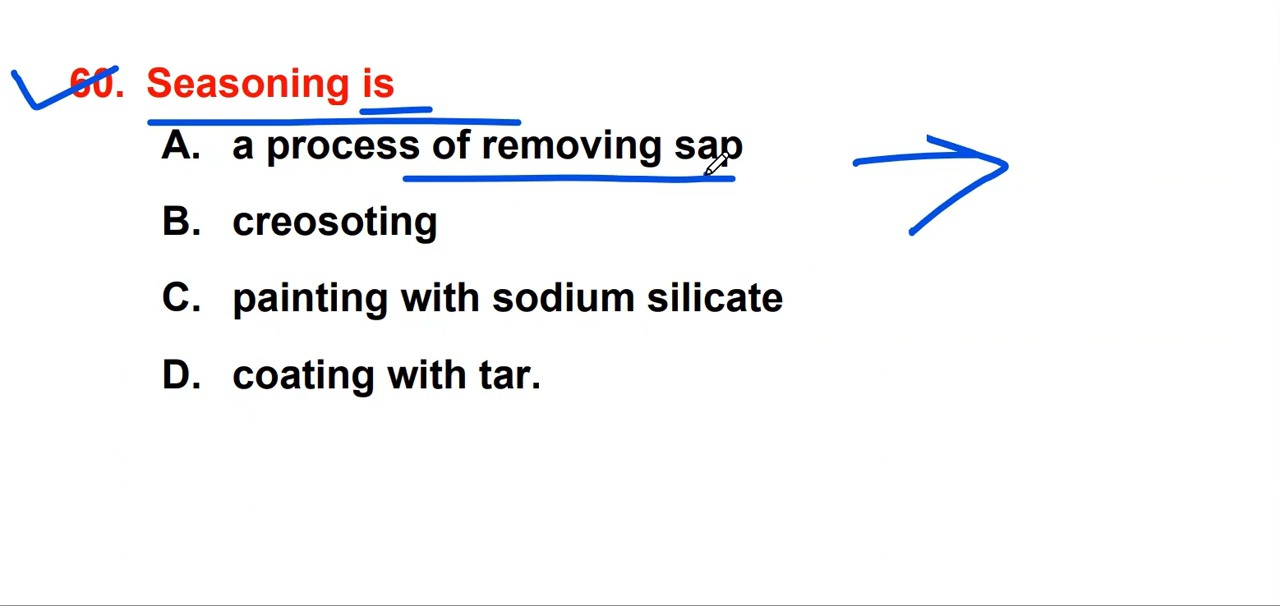 60. Seasoning is
A. a process of removing sap
B. creosoting
C. painting with sodium silicate
D. coating with tar.